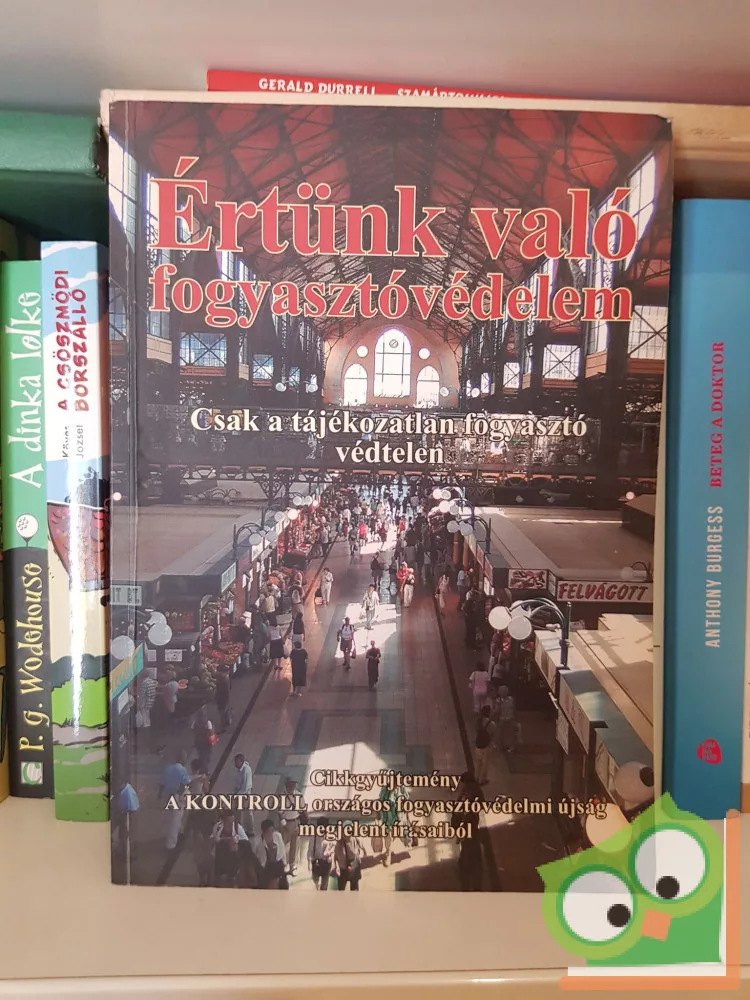 GERALD DURRELL
Értünk való
fogyasztóvédelem
Csak a tájékozatlan fogyasztó
védtelen
FELVÁGOTT
Cikkgyűjtemény
A KONTROLL országos fogyasztóvédelmi újság
megjelent írásaiból
P. G. Wodehouse
A dinka lelke
József
A CSÖSZMÖDI
BORSZÁLLÓ
ANTHONY BURGESS BETEG A DOKTOR